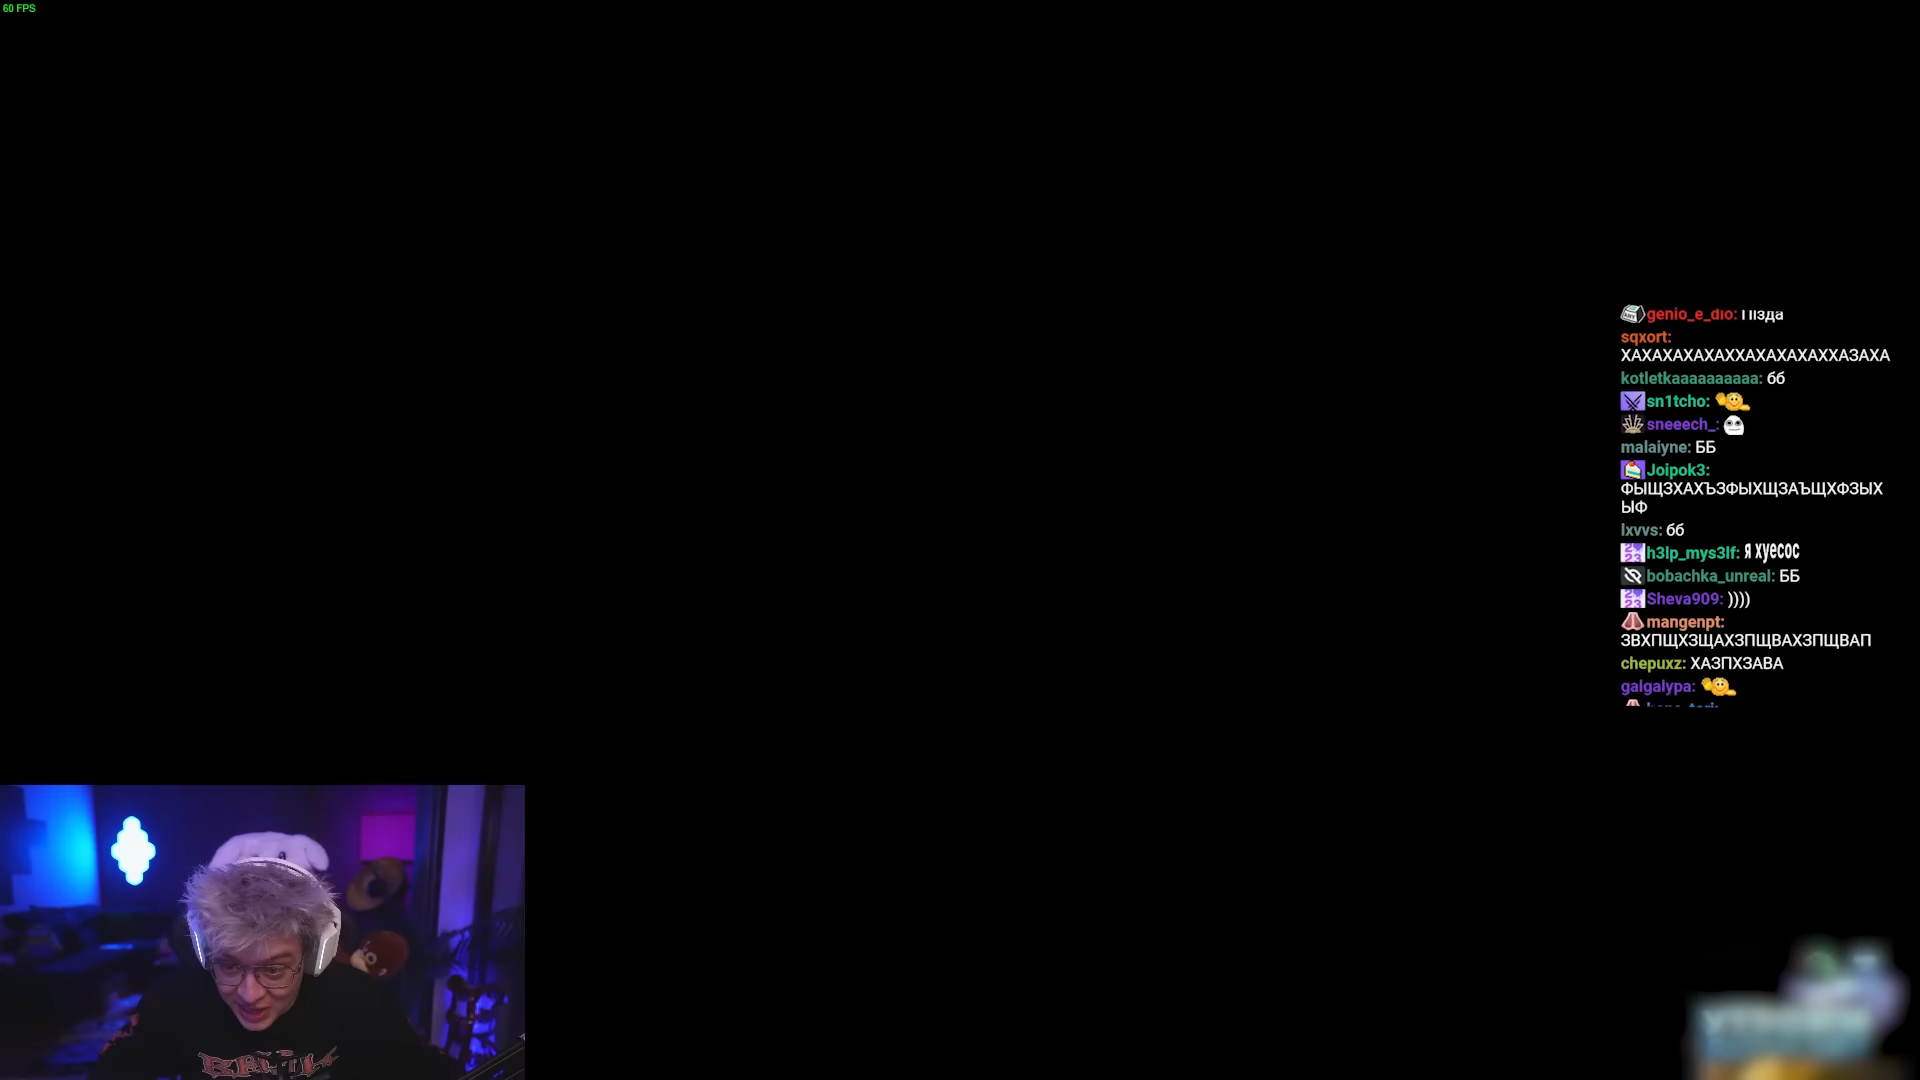 60 FPS
genio_e_dio: Пізда
sqxort:
ХАХАХАХАХАХХАХАХАХАХХАЗАХА
kotletkaaaaaaaaaa: бб
sn1tcho:
sneeech_:
malaiyne: ББ
Joipok3:
ФЫЩЗХАХЪЗФЫХЩЗАЪЩХФЗЫХ
ЫФ
lxvvs: бб
h3lp_mys3lf: я хуесос
bobachka_unreal: ББ
Sheva909: ))))
mangenpt:
ЗВХПЩХЗЩАХЗПЩВАХЗПЩВАП
chepuxz: ХАЗПХЗАВА
galgalypa: